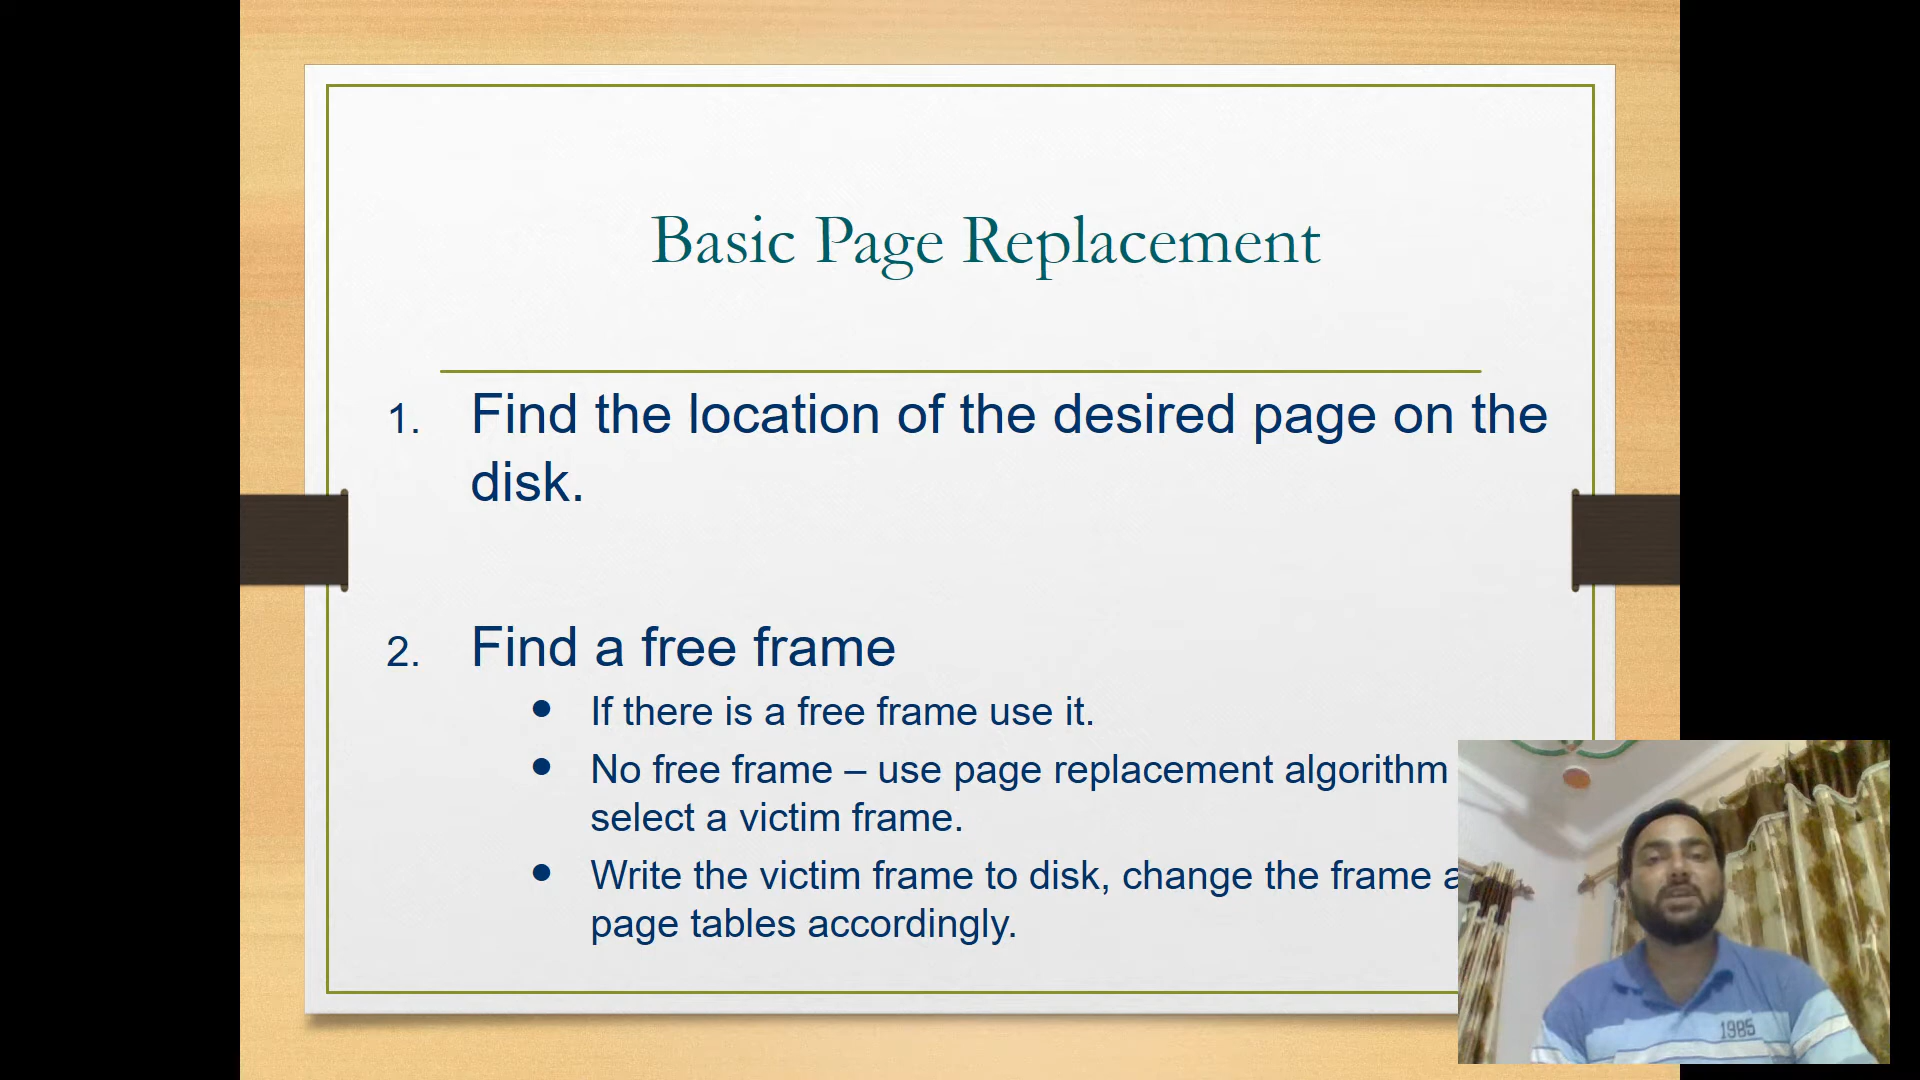 Basic Page Replacement
1. Find the location of the desired page on the
disk.
2. Find a free frame
● If there is a free frame use it.
● No free frame – use page replacement algorithm
select a victim frame.
● Write the victim frame to disk, change the frame
page tables accordingly.
1985